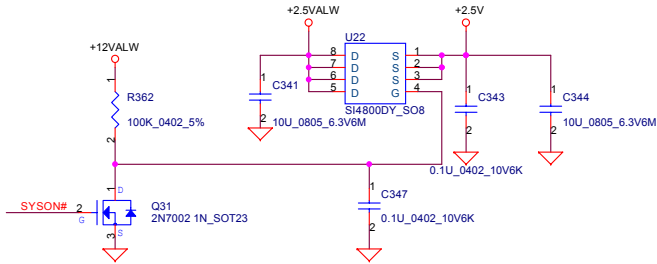 +2.5VALW
+2.5V
+12VALW
U22
8 D S 1
7 D S 2
6 D S 3
5 D G 4
SI4800DY_SO8
1
C341
2
10U_0805_6.3V6M
1
R362
100K_0402_5%
2
1
C343
2
0.1U_0402_10V6K
1
C344
2
10U_0805_6.3V6M
SYSON#
2
G
1
D
Q31
2N7002 1N_SOT23
3
S
1
C347
2
0.1U_0402_10V6K